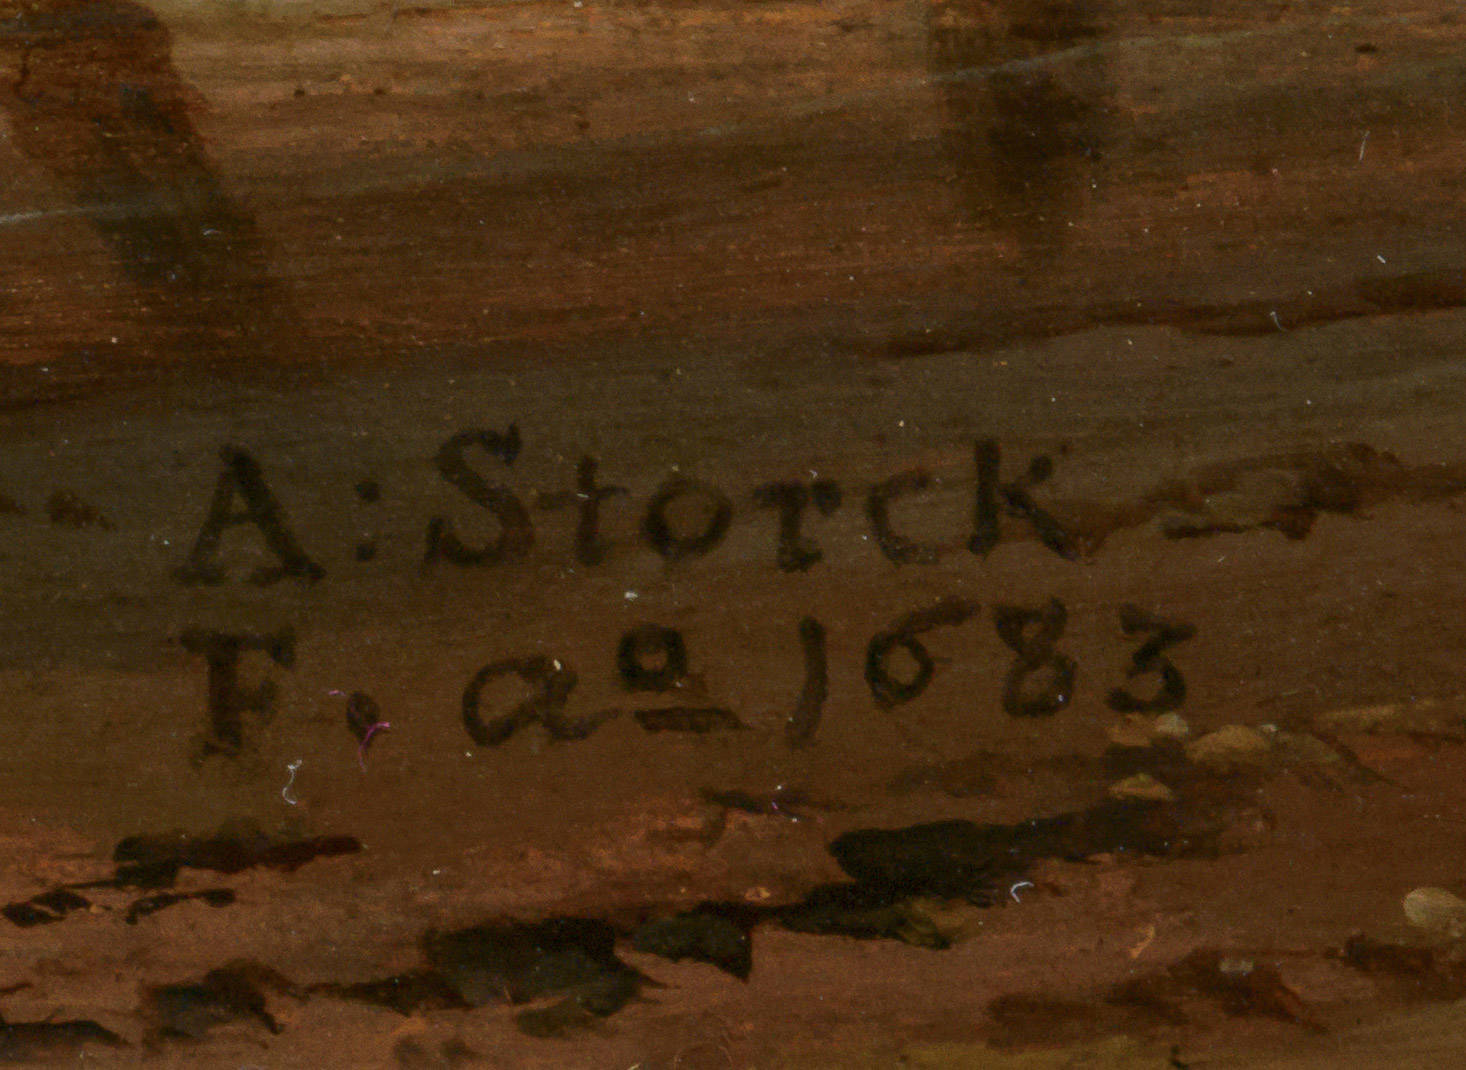 A: Storck
F. aº 1683